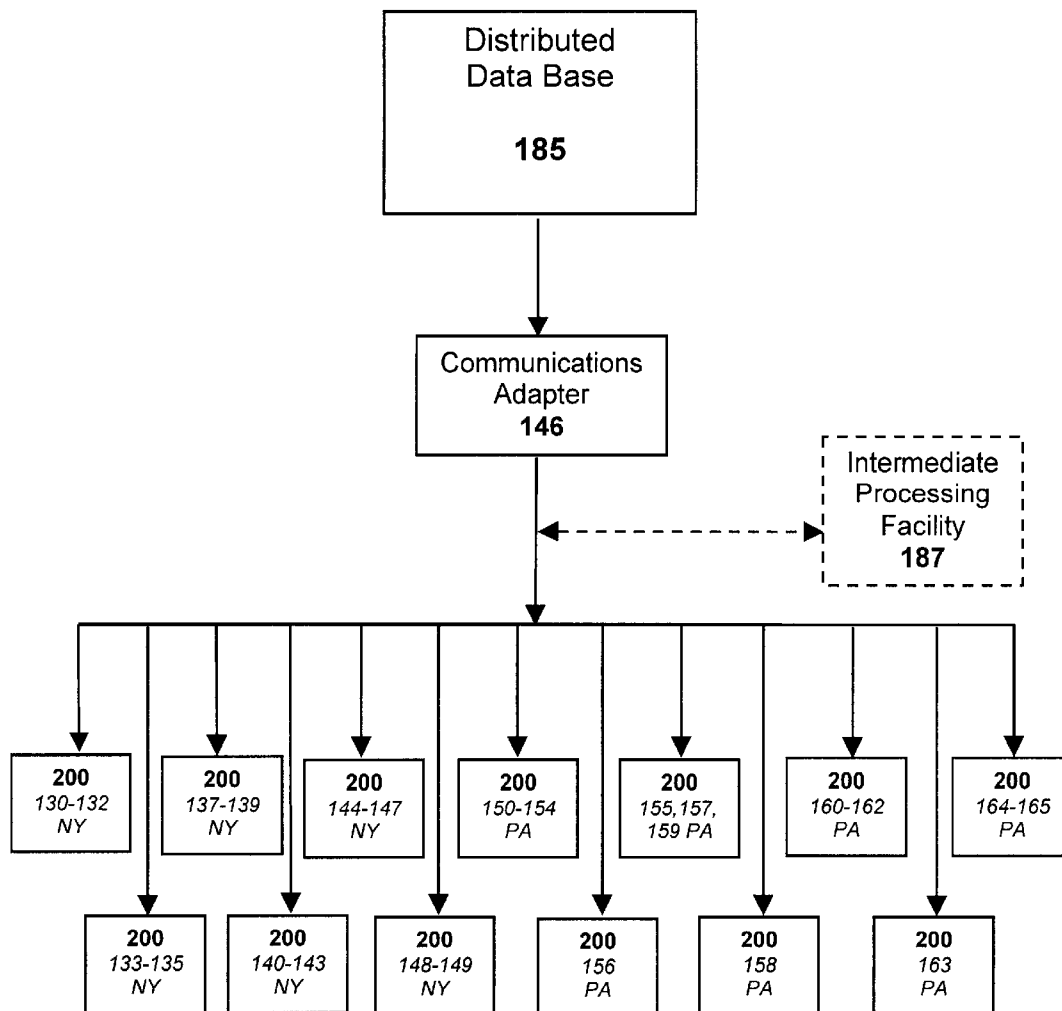 Distributed
Data Base
185
Communications
Adapter
146
Intermediate
Processing
Facility
187
200
130-132
NY
200
137-139
NY
200
144-147
NY
200
150-154
PA
200
155,157,
159 PA
200
160-162
PA
200
164-165
PA
200
133-135
NY
200
140-143
NY
200
148-149
NY
200
156
PA
200
158
PA
200
163
PA